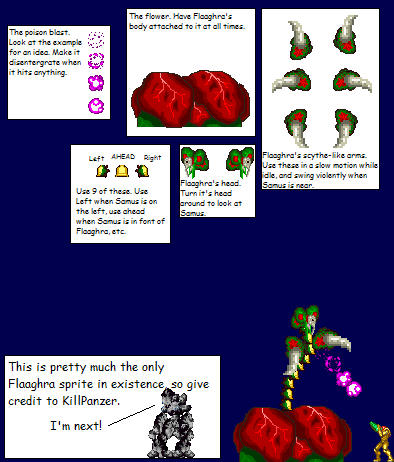 The poison blast.
Look at the example
for an idea. Make it
disentergrate when
it hits anything.
The flower. Have Flaaghra's
body attached to it at all times.
Flaaghra's scythe-like arms.
Use these in a slow motion while
idle, and swing violently when
Samus is near.
Left AHEAD Right
Use 9 of these. Use
Left when Samus is on
the left, use ahead
when Samus is in font of
Flaaghra, etc.
Flaaghra's head.
Turn it's head
around to look at
Samus.
This is pretty much the only
Flaaghra sprite in existence, so give
credit to KillPanzer.
I'm next!